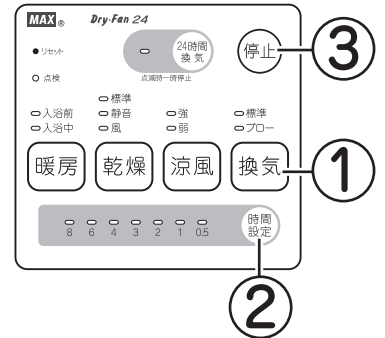 MAX® Dry-Fan 24
リセット
24時間
換気
停止
③
点検
点滅時一時停止
標準
入浴前 静音 強 標準
入浴中 風 弱 ブロー
暖房 乾燥 涼風 換気
①
8 6 4 3 2 1 0.5
時間
設定
②